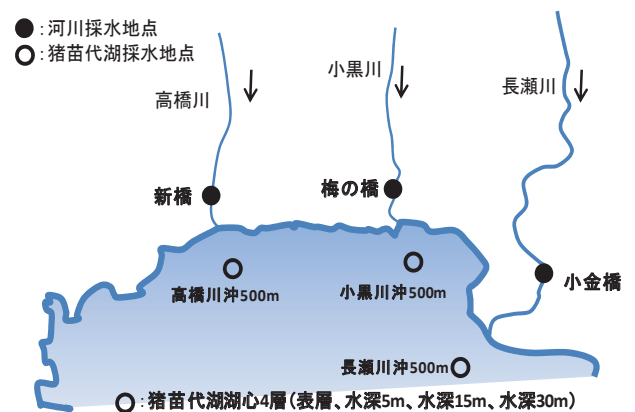 ●：河川採水地点
○：猪苗代湖採水地点
高橋川
小黒川
長瀬川
新橋
梅の橋
小金橋
高橋川沖500m
小黒川沖500m
長瀬川沖500m
○：猪苗代湖湖心4層（表層、水深5m、水深15m、水深30m）